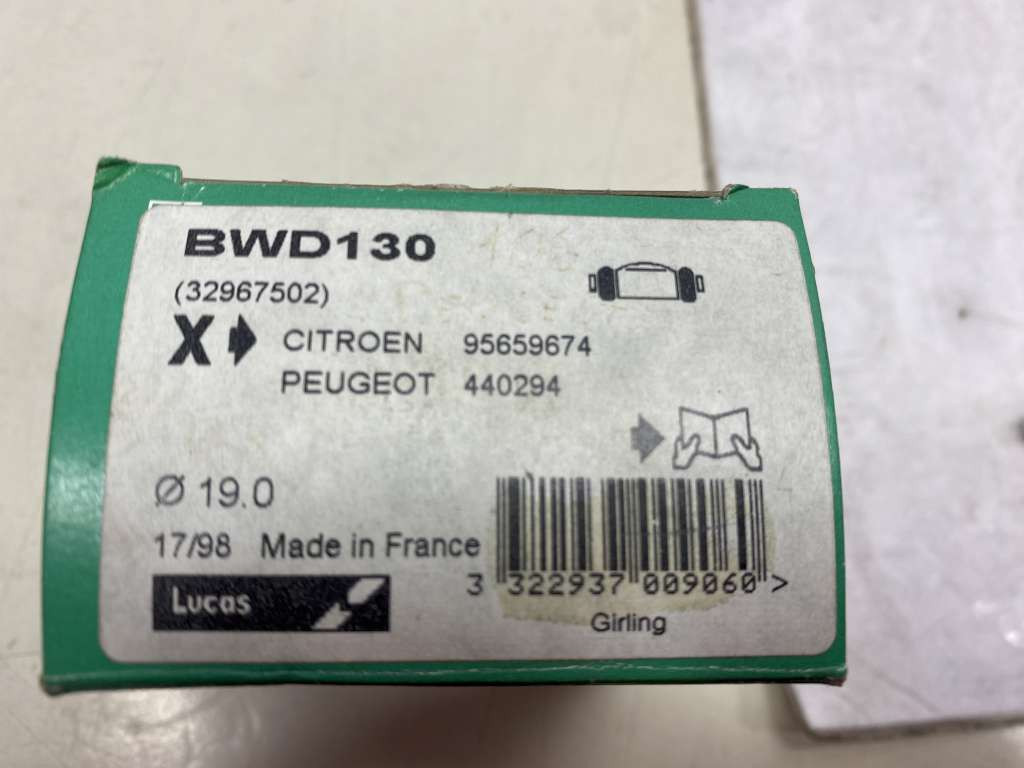 BWD130
(32967502)
X CITROEN 95659674
PEUGEOT 440294
Ø 19.0
17/98 Made in France
3 322937 009060 >
Lucas
Girling